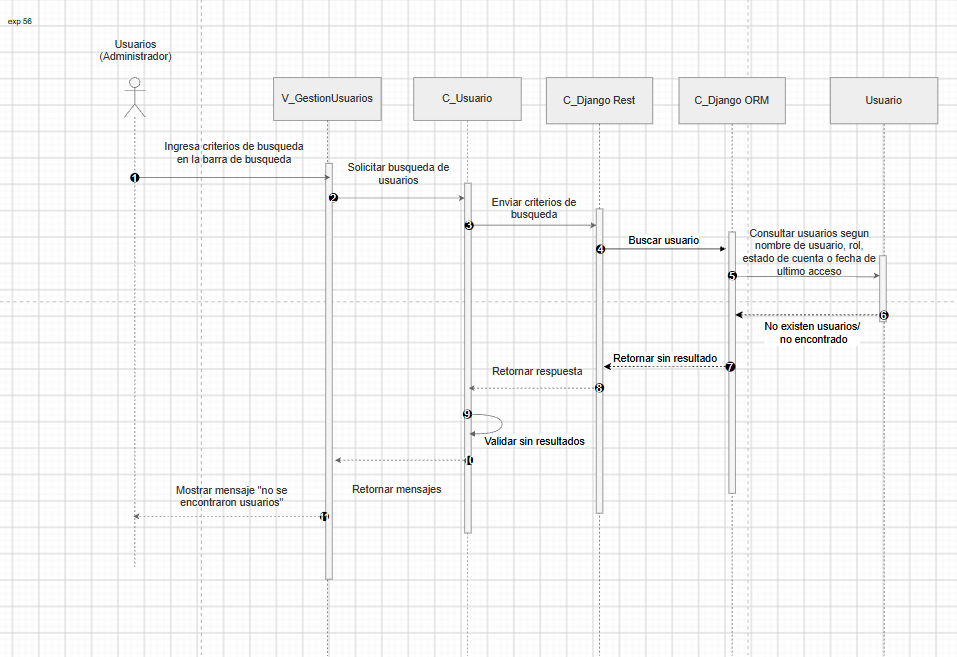 exp 56
Usuarios
(Administrador)
V_GestionUsuarios
C_Usuario
C_Django Rest
C_Django ORM
Usuario
Ingresa criterios de busqueda
en la barra de busqueda
1
Solicitar busqueda de
usuarios
2
Enviar criterios de
busqueda
3
Buscar usuario
4
Consultar usuarios segun
nombre de usuario, rol,
estado de cuenta o fecha de
ultimo acceso
5
6
No existen usuarios/
no encontrado
Retornar sin resultado
7
Retornar respuesta
8
9
Validar sin resultados
Retornar mensajes
Mostrar mensaje "no se
encontraron usuarios"
11